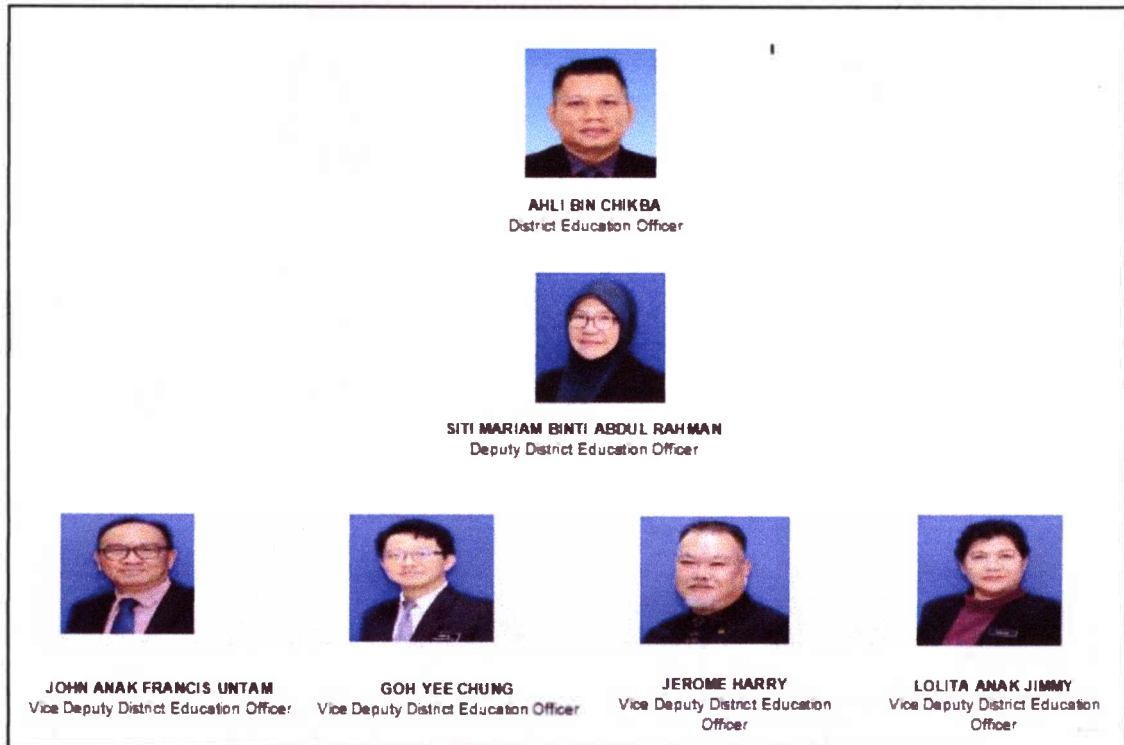 AHLI BIN CHIKBA
District Education Officer
SITI MARIAM BINTI ABDUL RAHMAN
Deputy District Education Officer
JOHN ANAK FRANCIS UNTAM
Vice Deputy District Education Officer
GOH YEE CHUNG
Vice Deputy District Education Officer
JEROME HARRY
Vice Deputy District Education
Officer
LOLITA ANAK JIMMY
Vice Deputy District Education
Officer